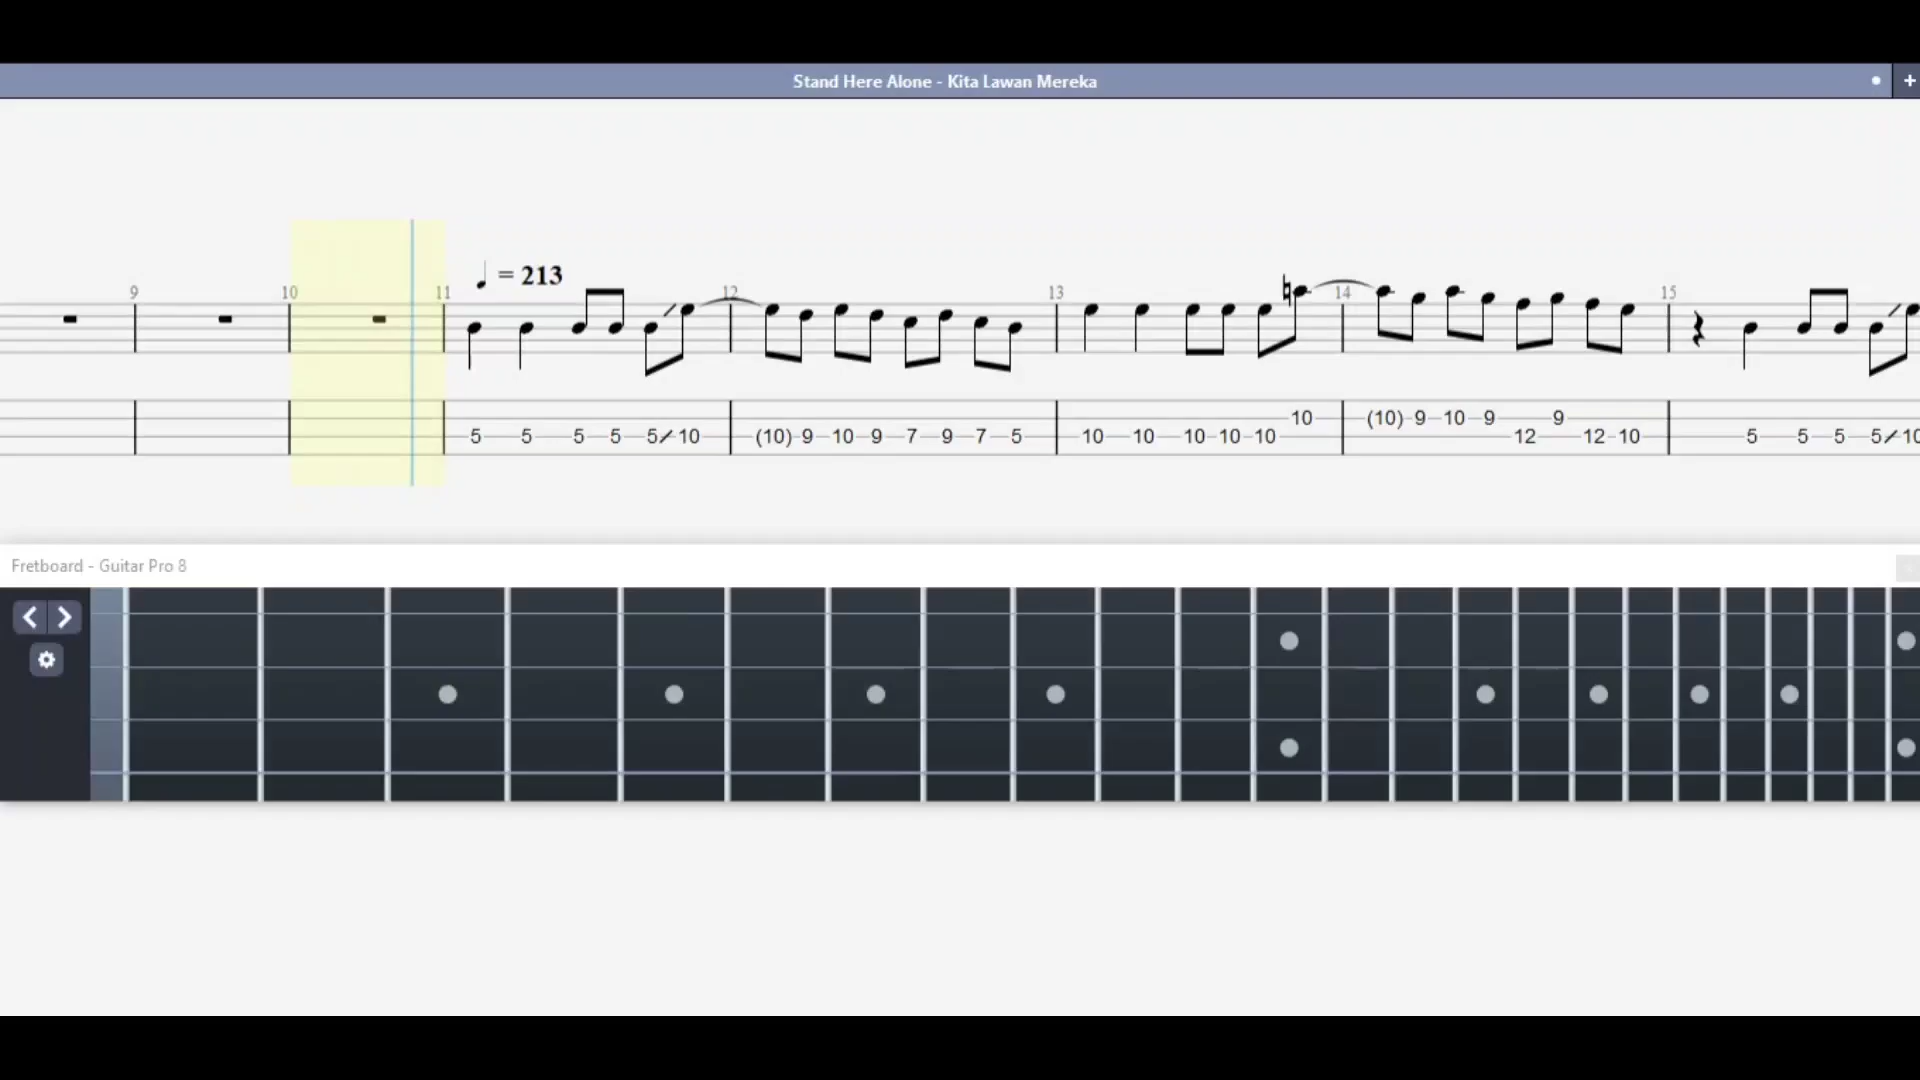 Stand Here Alone - Kita Lawan Mereka
= 213
9 10 11 12 13 14 15
10 (10) 9 10 9 9
5 5 5 5 5 10 (10) 9 10 9 7 9 7 5 10 10 10 10 10 12 12 10 5 5 5 5 10
Fretboard - Guitar Pro 8